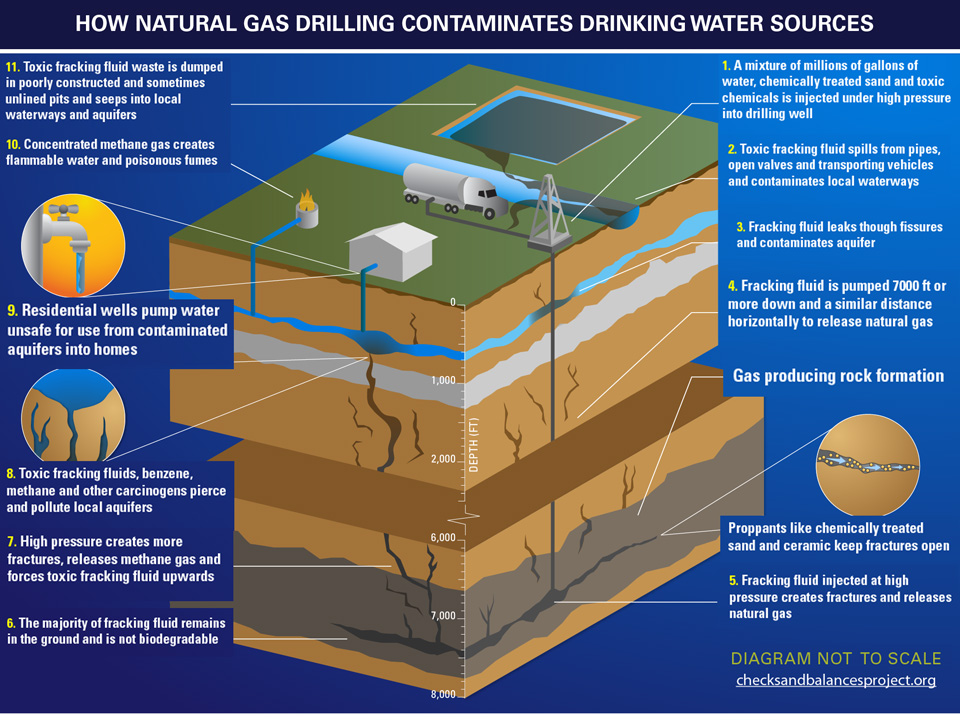 HOW NATURAL GAS DRILLING CONTAMINATES DRINKING WATER SOURCES
11. Toxic fracking fluid waste is dumped
in poorly constructed and sometimes
unlined pits and seeps into local
waterways and aquifers
10. Concentrated methane gas creates
flammable water and poisonous fumes
9. Residential wells pump water
unsafe for use from contaminated
aquifers into homes
8. Toxic fracking fluids, benzene,
methane and other carcinogens pierce
and pollute local aquifers
7. High pressure creates more
fractures, releases methane gas and
forces toxic fracking fluid upwards
6. The majority of fracking fluid remains
in the ground and is not biodegradable
0
1,000
2,000
DEPTH (FT)
6,000
7,000
8,000
1. A mixture of millions of gallons of
water, chemically treated sand and toxic
chemicals is injected under high pressure
into drilling well
2. Toxic fracking fluid spills from pipes,
open valves and transporting vehicles
and contaminates local waterways
3. Fracking fluid leaks though fissures
and contaminates aquifer
4. Fracking fluid is pumped 7000 ft or
more down and a similar distance
horizontally to release natural gas
Gas producing rock formation
Proppants like chemically treated
sand and ceramic keep fractures open
5. Fracking fluid injected at high
pressure creates fractures and releases
natural gas
DIAGRAM NOT TO SCALE
checksandbalancesproject.org